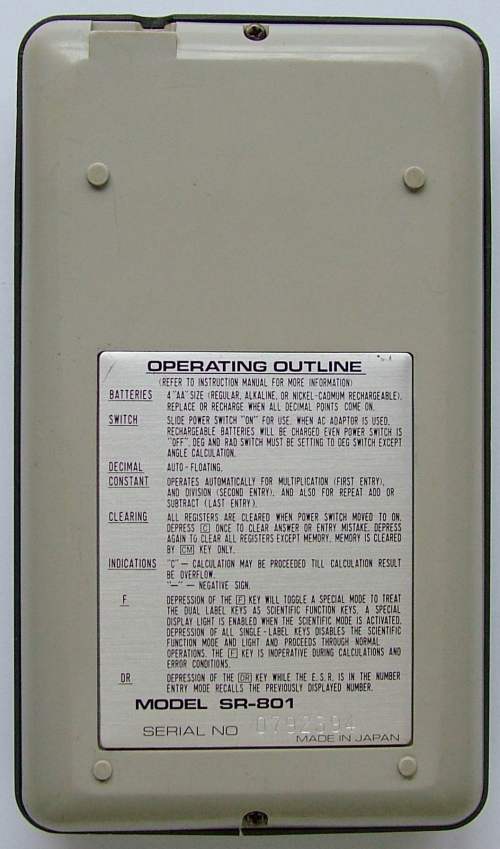 OPERATING OUTLINE
(REFER TO INSTRUCTION MANUAL FOR MORE INFORMATION)
BATTERIES 4 "AA" SIZE (REGULAR, ALKALINE, OR NICKEL-CADMIUM RECHARGEABLE).
REPLACE OR RECHARGE WHEN ALL DECIMAL POINTS COME ON.
SWITCH SLIDE POWER SWITCH "ON" FOR USE. WHEN AC ADAPTOR IS USED,
RECHARGEABLE BATTERIES WILL BE CHARGED EVEN POWER SWITCH IS
"OFF". DEG AND RAD SWITCH MUST BE SETTING TO DEG SWITCH EXCEPT
ANGLE CALCULATION.
DECIMAL AUTO-FLOATING.
CONSTANT OPERATES AUTOMATICALLY FOR MULTIPLICATION (FIRST ENTRY),
AND DIVISION (SECOND ENTRY). AND ALSO FOR REPEAT ADD OR
SUBTRACT (LAST ENTRY).
CLEARING ALL REGISTERS ARE CLEARED WHEN POWER SWITCH MOVED TO ON.
DEPRESS C ONCE TO CLEAR ANSWER OR ENTRY MISTAKE. DEPRESS
AGAIN TO CLEAR ALL REGISTERS EXCEPT MEMORY. MEMORY IS CLEARED
BY CM KEY ONLY.
INDICATIONS "C" — CALCULATION MAY BE PROCEEDED TILL CALCULATION RESULT
BE OVERFLOW.
"—" — NEGATIVE SIGN.
F DEPRESSION OF THE F KEY WILL TOGGLE A SPECIAL MODE TO TREAT
THE DUAL LABEL KEYS AS SCIENTIFIC FUNCTION KEYS. A SPECIAL
DISPLAY LIGHT IS ENABLED WHEN THE SCIENTIFIC MODE IS ACTIVATED.
DEPRESSION OF ALL SINGLE-LABEL KEYS DISABLES THE SCIENTIFIC
FUNCTION MODE AND LIGHT AND PROCEEDS THROUGH NORMAL
OPERATIONS. THE F KEY IS INOPERATIVE DURING CALCULATIONS AND
ERROR CONDITIONS.
DR DEPRESSION OF THE DR KEY WHILE THE E.S.R. IS IN THE NUMBER
ENTRY MODE RECALLS THE PREVIOUSLY DISPLAYED NUMBER.
MODEL SR-801
SERIAL NO 0792394
MADE IN JAPAN